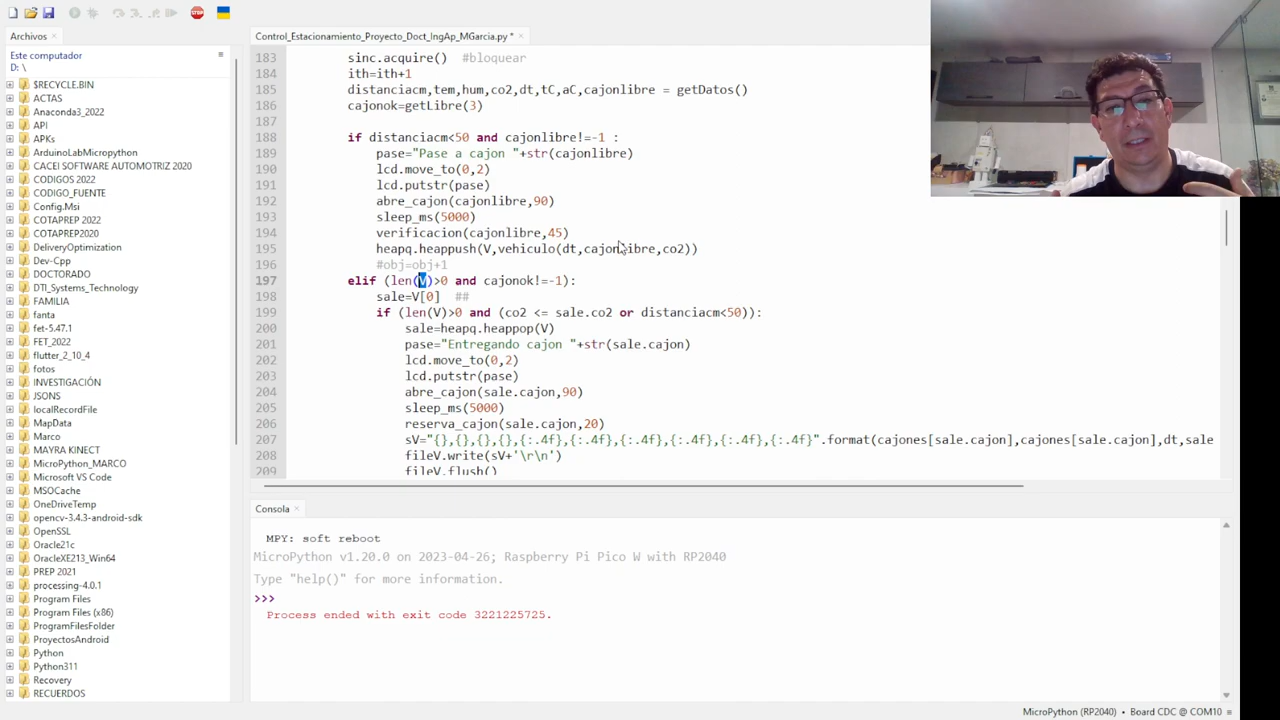 STOP
Archivos ×
Este computador
D: \
$RECYCLE.BIN
ACTAS
Anaconda3_2022
API
APKs
ArduinoLabMicropython
CACEI SOFTWARE AUTOMOTRIZ 2020
CODIGOS 2022
CODIGO_FUENTE
Config.Msi
COTAPREP 2022
COTAPREP2020
DeliveryOptimization
Dev-Cpp
DOCTORADO
DTI_Systems_Technology
FAMILIA
fanta
fet-5.47.1
FET_2022
flutter_2_10_4
fotos
INVESTIGACIÓN
JSONS
localRecordFile
MapData
Marco
MAYRA KINECT
MicroPython_MARCO
Microsoft VS Code
MSOCache
OneDriveTemp
opencv-3.4.3-android-sdk
OpenSSL
Oracle21c
OracleXE213_Win64
PREP 2021
processing-4.0.1
Program Files
Program Files (x86)
ProgramFilesFolder
ProyectosAndroid
Python
Python311
Recovery
RECUERDOS
Control_Estacionamiento_Proyecto_Doct_IngAp_MGarcia.py * ×
183 sinc.acquire() #bloquear
184 ith=ith+1
185 distanciacm,tem,hum,co2,dt,tC,aC,cajonlibre = getDatos()
186 cajonok=getLibre(3)
187
188 if distanciacm<50 and cajonlibre!=-1 :
189 pase="Pase a cajon "+str(cajonlibre)
190 lcd.move_to(0,2)
191 lcd.putstr(pase)
192 abre_cajon(cajonlibre,90)
193 sleep_ms(5000)
194 verificacion(cajonlibre,45)
195 heapq.heappush(V,vehiculo(dt,cajonlibre,co2))
196 #obj=obj+1
197 elif (len(V)>0 and cajonok!=-1):
198 sale=V[0] ##
199 if (len(V)>0 and (co2 <= sale.co2 or distanciacm<50)):
200 sale=heapq.heappop(V)
201 pase="Entregando cajon "+str(sale.cajon)
202 lcd.move_to(0,2)
203 lcd.putstr(pase)
204 abre_cajon(sale.cajon,90)
205 sleep_ms(5000)
206 reserva_cajon(sale.cajon,20)
207 sV="{},{},{},{},{:.4f},{:.4f},{:.4f},{:.4f},{:.4f},{:.4f}".format(cajones[sale.cajon],cajones[sale.cajon],dt,sale
208 fileV.write(sV+'\r\n')
209 fileV.flush()
Consola ×
MPY: soft reboot
MicroPython v1.20.0 on 2023-04-26; Raspberry Pi Pico W with RP2040
Type "help()" for more information.
>>>
Process ended with exit code 3221225725.
MicroPython (RP2040) • Board CDC @ COM10 ≡